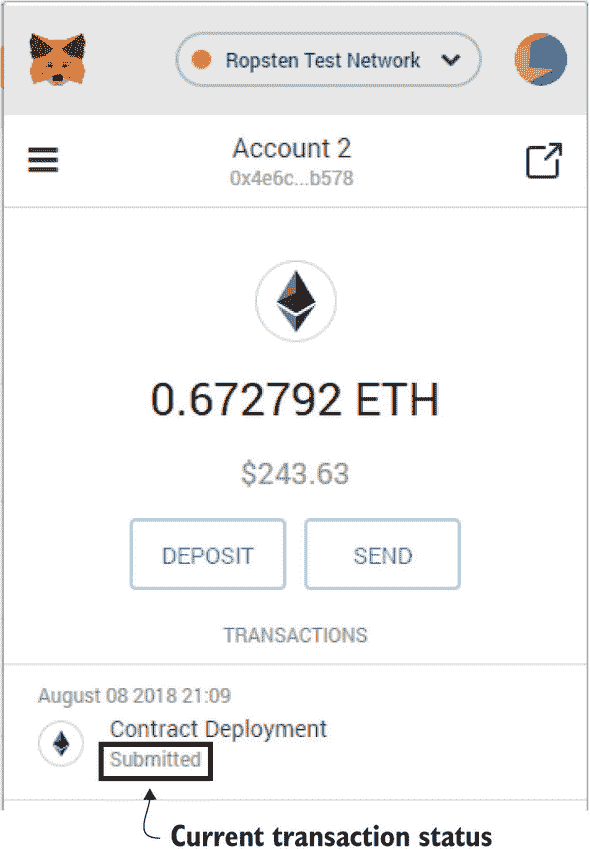 Ropsten Test Network
Account 2
0x4e6c...b578
0.672792 ETH
$243.63
DEPOSIT
SEND
TRANSACTIONS
August 08 2018 21:09
Contract Deployment
Submitted
Current transaction status